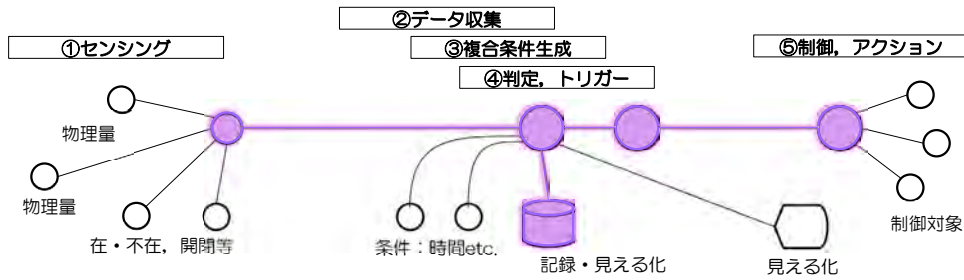 ②データ収集
①センシング
③複合条件生成
⑤制御，アクション
④判定，トリガー
物理量
物理量
制御対象
在・不在，開閉等
条件：時間etc.
記録・見える化
見える化